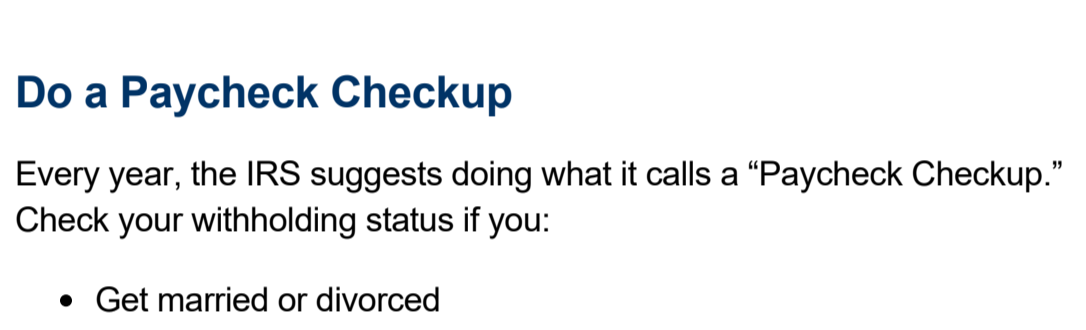 Do a Paycheck Checkup
Every year, the IRS suggests doing what it calls a “Paycheck Checkup.”
Check your withholding status if you:
• Get married or divorced